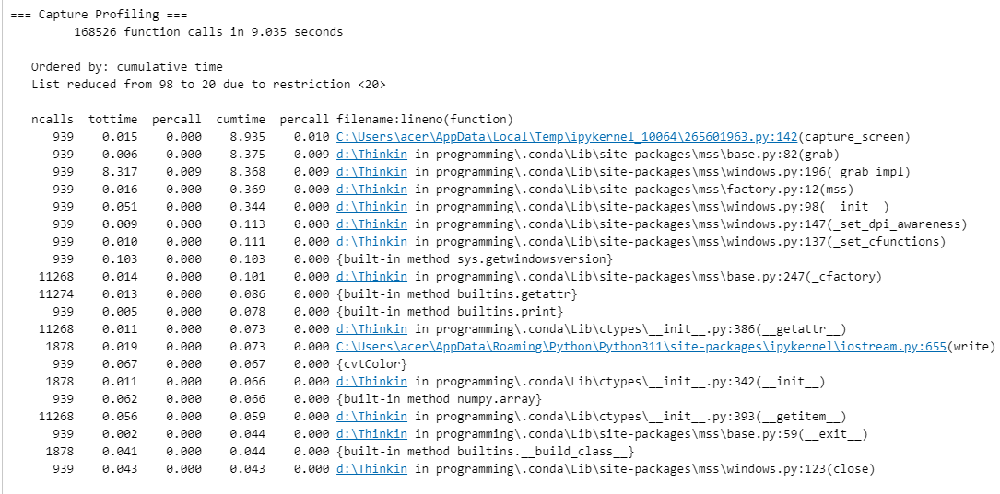 === Capture Profiling ===
168526 function calls in 9.035 seconds
Ordered by: cumulative time
List reduced from 98 to 20 due to restriction <20>
ncalls tottime percall cumtime percall filename:lineno(function)
939 0.015 0.000 8.935 0.010 C:\Users\acer\AppData\Local\Temp\ipykernel_10064\265601963.py:142(capture_screen)
939 0.006 0.000 8.375 0.009 d:\Thinkin in programming\.conda\Lib\site-packages\mss\base.py:82(grab)
939 8.317 0.009 8.368 0.009 d:\Thinkin in programming\.conda\Lib\site-packages\mss\windows.py:196(_grab_impl)
939 0.016 0.000 0.369 0.000 d:\Thinkin in programming\.conda\Lib\site-packages\mss\factory.py:12(mss)
939 0.051 0.000 0.344 0.000 d:\Thinkin in programming\.conda\Lib\site-packages\mss\windows.py:98(__init__)
939 0.009 0.000 0.113 0.000 d:\Thinkin in programming\.conda\Lib\site-packages\mss\windows.py:147(_set_dpi_awareness)
939 0.010 0.000 0.111 0.000 d:\Thinkin in programming\.conda\Lib\site-packages\mss\windows.py:137(_set_cfunctions)
939 0.103 0.000 0.103 0.000 {built-in method sys.getwindowsversion}
11268 0.014 0.000 0.101 0.000 d:\Thinkin in programming\.conda\Lib\site-packages\mss\base.py:247(_cfactory)
11274 0.013 0.000 0.086 0.000 {built-in method builtins.getattr}
939 0.005 0.000 0.078 0.000 {built-in method builtins.print}
11268 0.011 0.000 0.073 0.000 d:\Thinkin in programming\.conda\Lib\ctypes\__init__.py:386(__getattr__)
1878 0.019 0.000 0.073 0.000 C:\Users\acer\AppData\Roaming\Python\Python311\site-packages\ipykernel\iostream.py:655(write)
939 0.067 0.000 0.067 0.000 {cvtColor}
1878 0.011 0.000 0.066 0.000 d:\Thinkin in programming\.conda\Lib\ctypes\__init__.py:342(__init__)
939 0.062 0.000 0.066 0.000 {built-in method numpy.array}
11268 0.056 0.000 0.059 0.000 d:\Thinkin in programming\.conda\Lib\ctypes\__init__.py:393(__getitem__)
939 0.002 0.000 0.044 0.000 d:\Thinkin in programming\.conda\Lib\site-packages\mss\base.py:59(__exit__)
1878 0.041 0.000 0.044 0.000 {built-in method builtins.__build_class__}
939 0.043 0.000 0.043 0.000 d:\Thinkin in programming\.conda\Lib\site-packages\mss\windows.py:123(close)